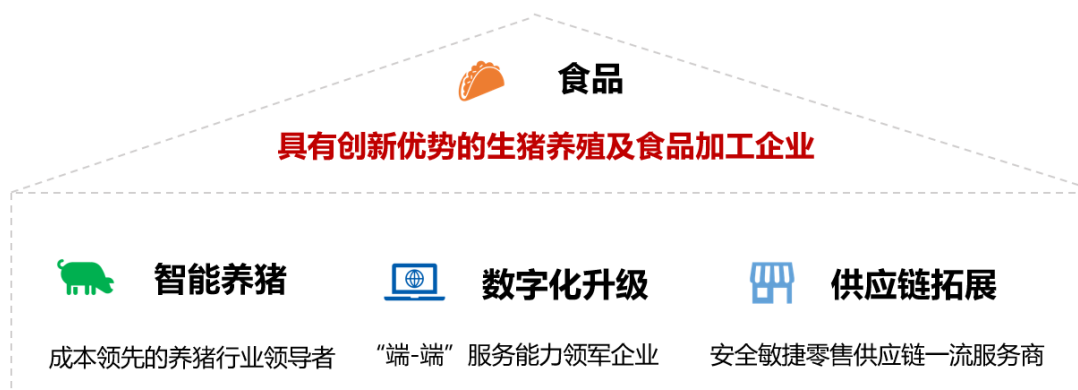 食品
具有创新优势的生猪养殖及食品加工企业
智能养猪
数字化升级
供应链拓展
成本领先的养猪行业领导者
“端-端”服务能力领军企业
安全敏捷零售供应链一流服务商